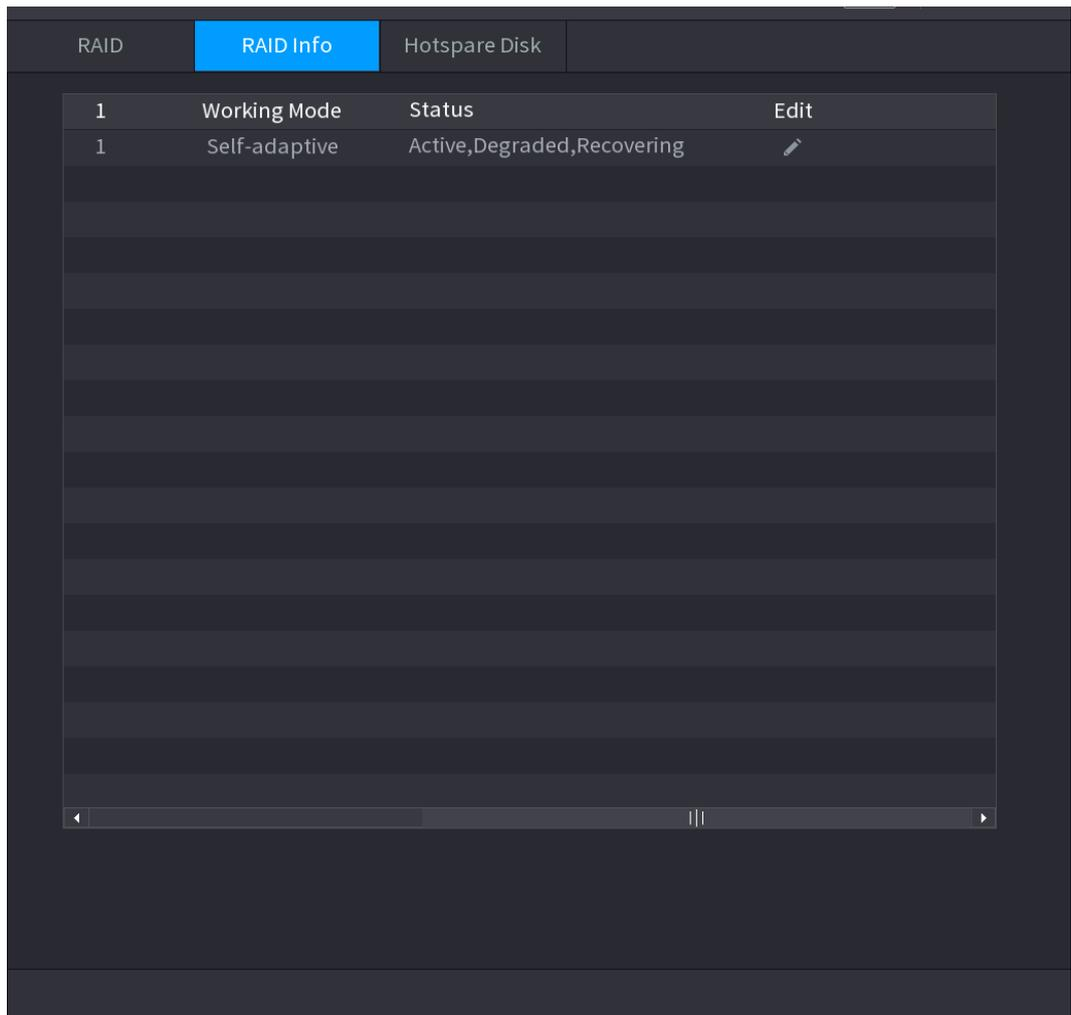 RAID RAID Info Hotspare Disk
1 Working Mode Status Edit
1 Self-adaptive Active,Degraded,Recovering